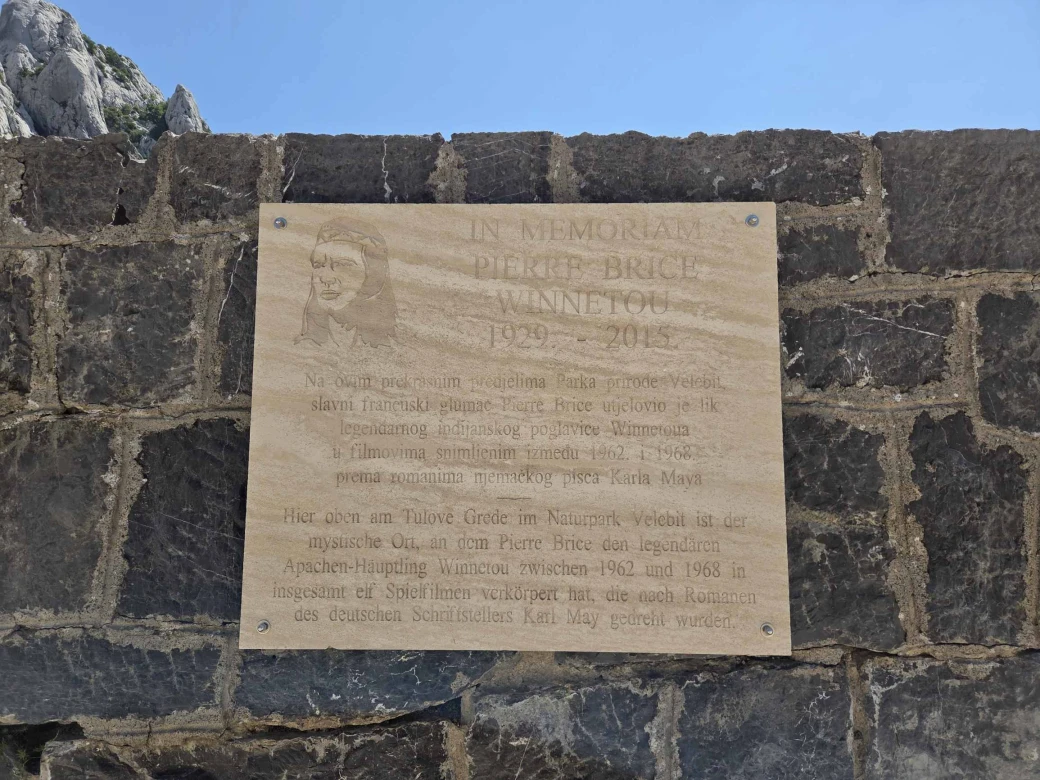 IN MEMORIAM
PIERRE BRICE
WINNETOU
1929. - 2015.
Na ovim prekrasnim predjelima Parka prirode Velebit,
slavni francuski glumac Pierre Brice utjelovio je lik
legendarnog indijanskog poglavice Winnetoua
u filmovima snimljenim između 1962. i 1968.
prema romanima njemačkog pisca Karla Maya
Hier oben am Tulove Grede im Naturpark Velebit ist der
mystische Ort, an dem Pierre Brice den legendären
Apachen-Häuptling Winnetou zwischen 1962 und 1968 in
insgesamt elf Spielfilmen verkörpert hat, die nach Romanen
des deutschen Schriftstellers Karl May gedreht wurden.